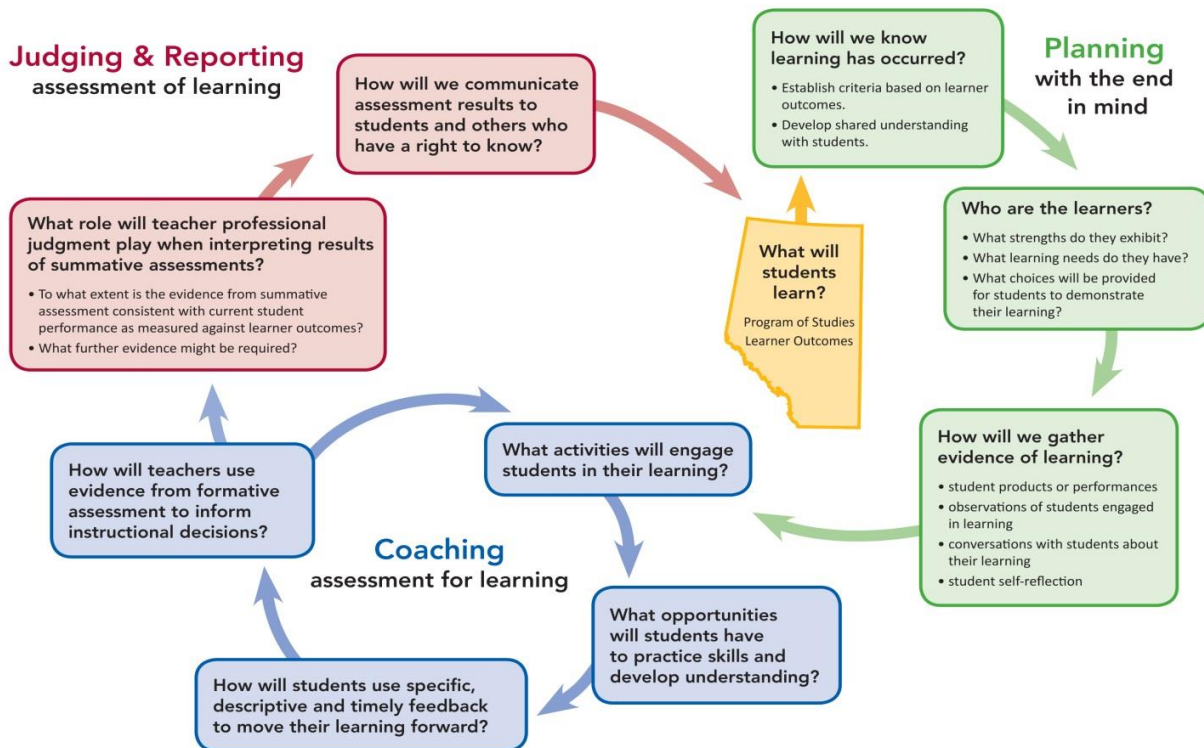 Judging & Reporting
assessment of learning
How will we communicate
assessment results to
students and others who
have a right to know?
How will we know
learning has occurred?
• Establish criteria based on learner
outcomes.
• Develop shared understanding
with students.
Planning
with the end
in mind
What role will teacher professional
judgment play when interpreting results
of summative assessments?
• To what extent is the evidence from summative
assessment consistent with current student
performance as measured against learner outcomes?
• What further evidence might be required?
What will
students
learn?
Program of Studies
Learner Outcomes
Who are the learners?
• What strengths do they exhibit?
• What learning needs do they have?
• What choices will be provided
for students to demonstrate
their learning?
How will teachers use
evidence from formative
assessment to inform
instructional decisions?
What activities will engage
students in their learning?
How will we gather
evidence of learning?
• student products or performances
• observations of students engaged
in learning
• conversations with students about
their learning
• student self-reflection
Coaching
assessment for learning
What opportunities
will students have
to practice skills and
develop understanding?
How will students use specific,
descriptive and timely feedback
to move their learning forward?